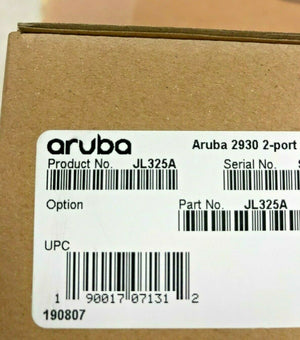 aruba
Aruba 2930 2-port
Product No. JL325A
Serial No.
Option
Part No. JL325A
UPC
1 90017 07131 2
190807